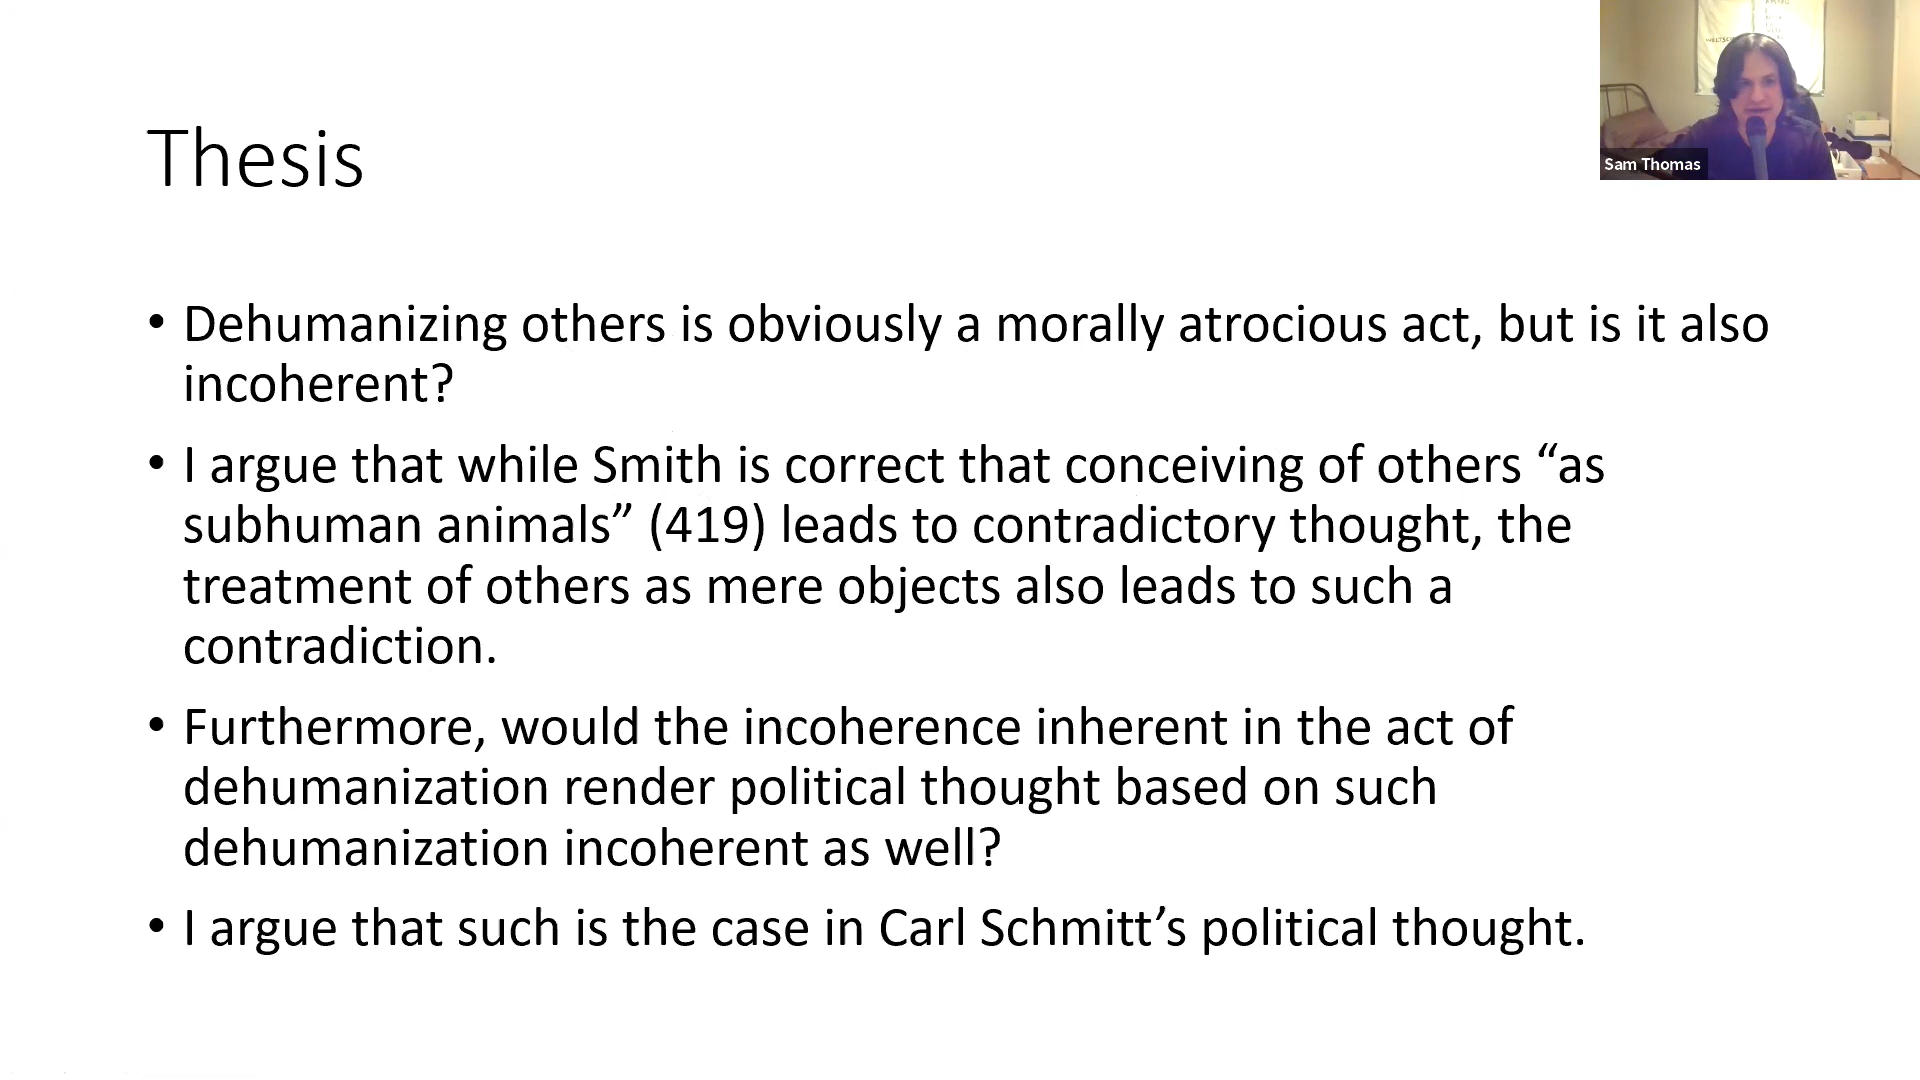 Thesis
• Dehumanizing others is obviously a morally atrocious act, but is it also
incoherent?
• I argue that while Smith is correct that conceiving of others “as
subhuman animals” (419) leads to contradictory thought, the
treatment of others as mere objects also leads to such a
contradiction.
• Furthermore, would the incoherence inherent in the act of
dehumanization render political thought based on such
dehumanization incoherent as well?
• I argue that such is the case in Carl Schmitt’s political thought.
Sam Thomas